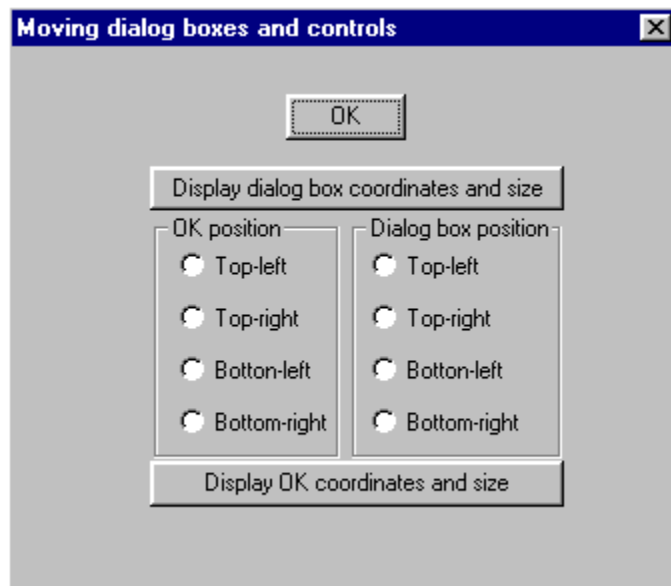 Moving dialog boxes and controls
OK
Display dialog box coordinates and size
OK position
Top-left
Top-right
Botton-left
Bottom-right
Dialog box position
Top-left
Top-right
Botton-left
Bottom-right
Display OK coordinates and size